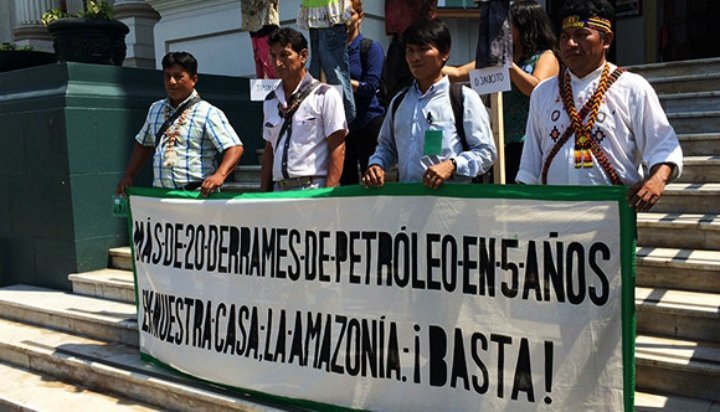 MÁS·DE·20·DERRAMES·DE·PETRÓLEO·EN·5·AÑOS
EN·NUESTRA·CASA, LA·AMAZONÍA.·¡BASTA!